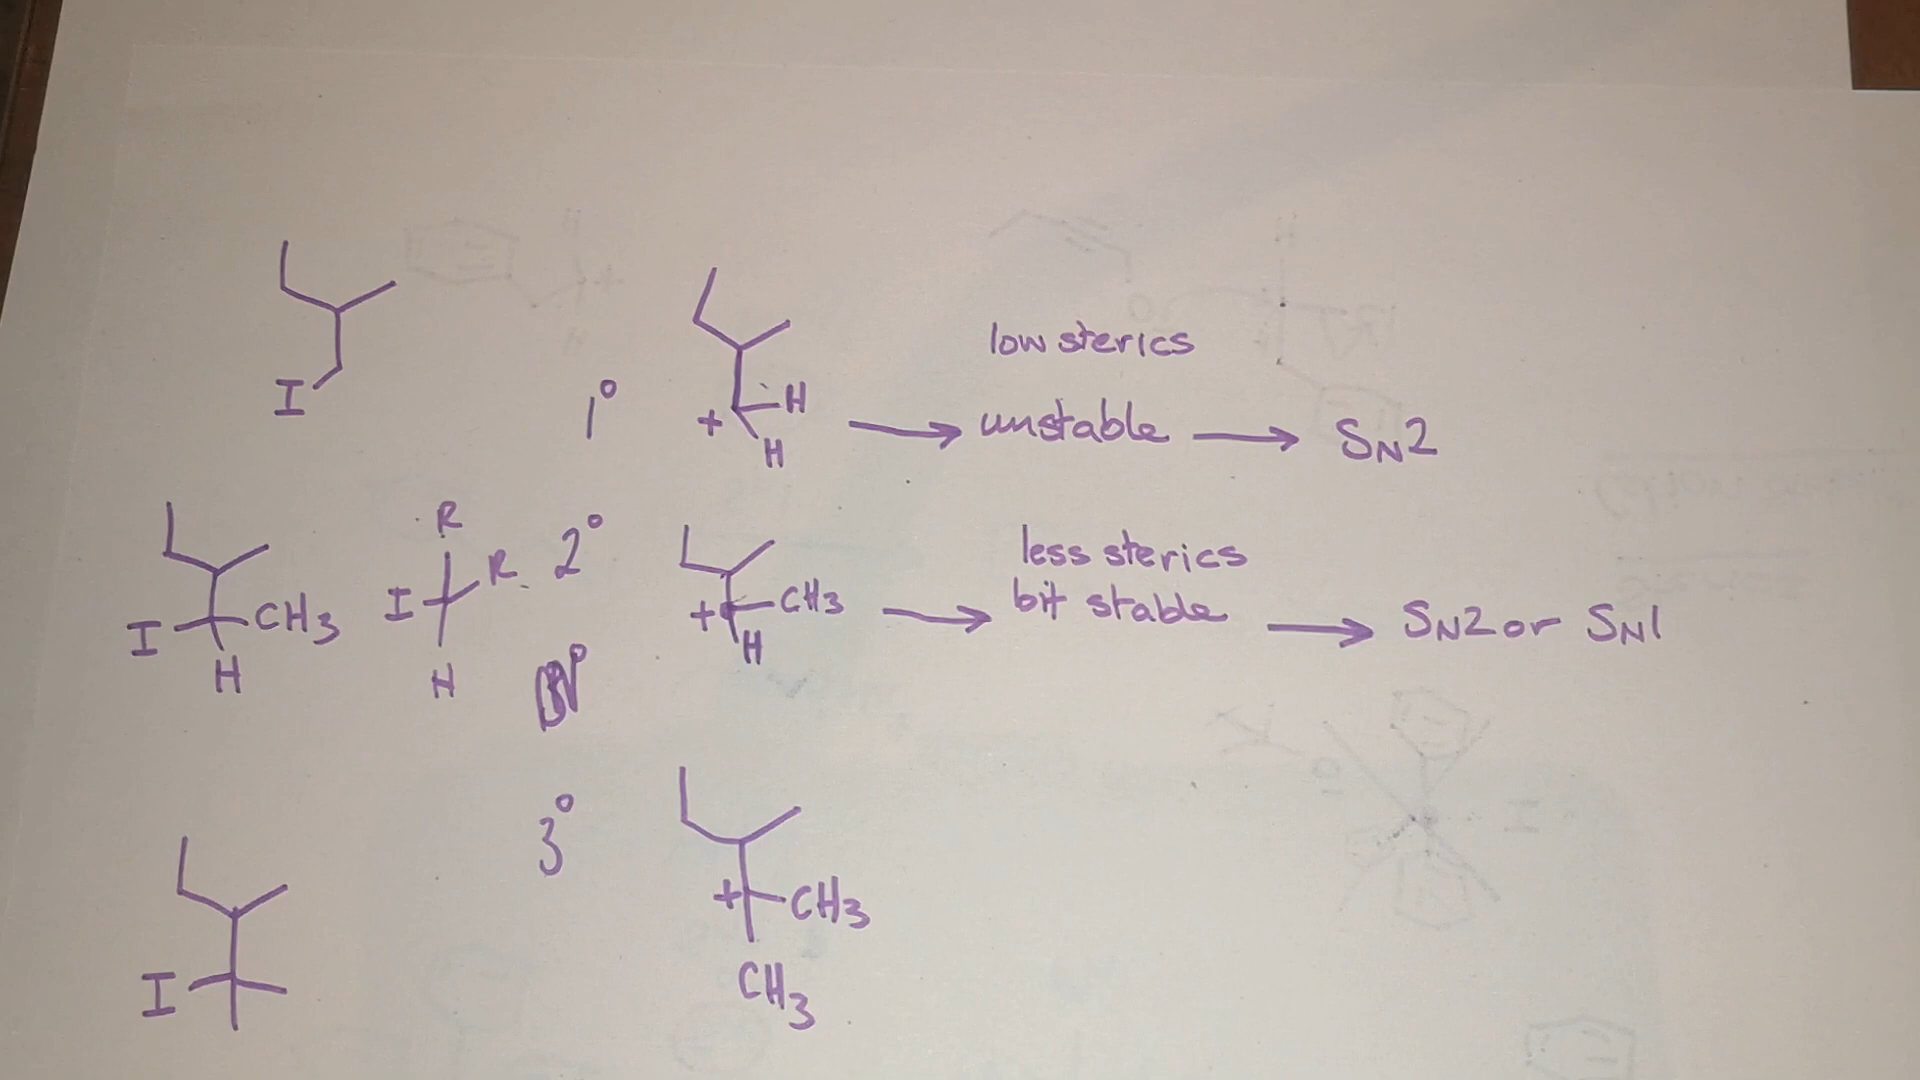 I
1°
+
H
H
low sterics
unstable
SN2
I
CH3
H
R
R
I
H
2°
+
CH3
H
less sterics
bit stable
SN2 or SN1
I
3°
+
CH3
CH3